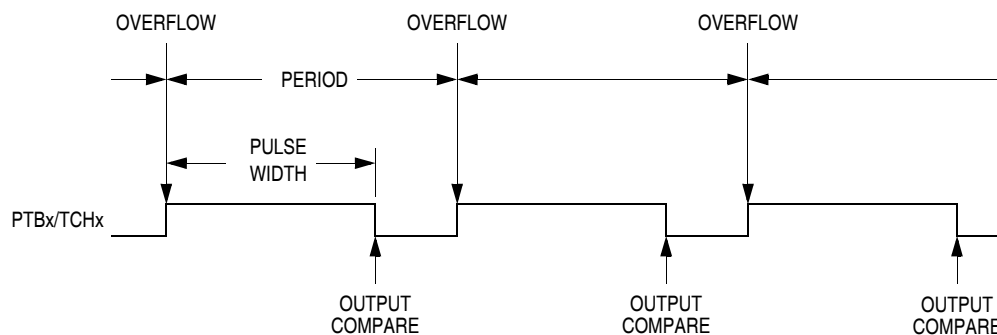 OVERFLOW OVERFLOW OVERFLOW
PERIOD
PULSE
WIDTH
PTBx/TCHx
OUTPUT
COMPARE
OUTPUT
COMPARE
OUTPUT
COMPARE